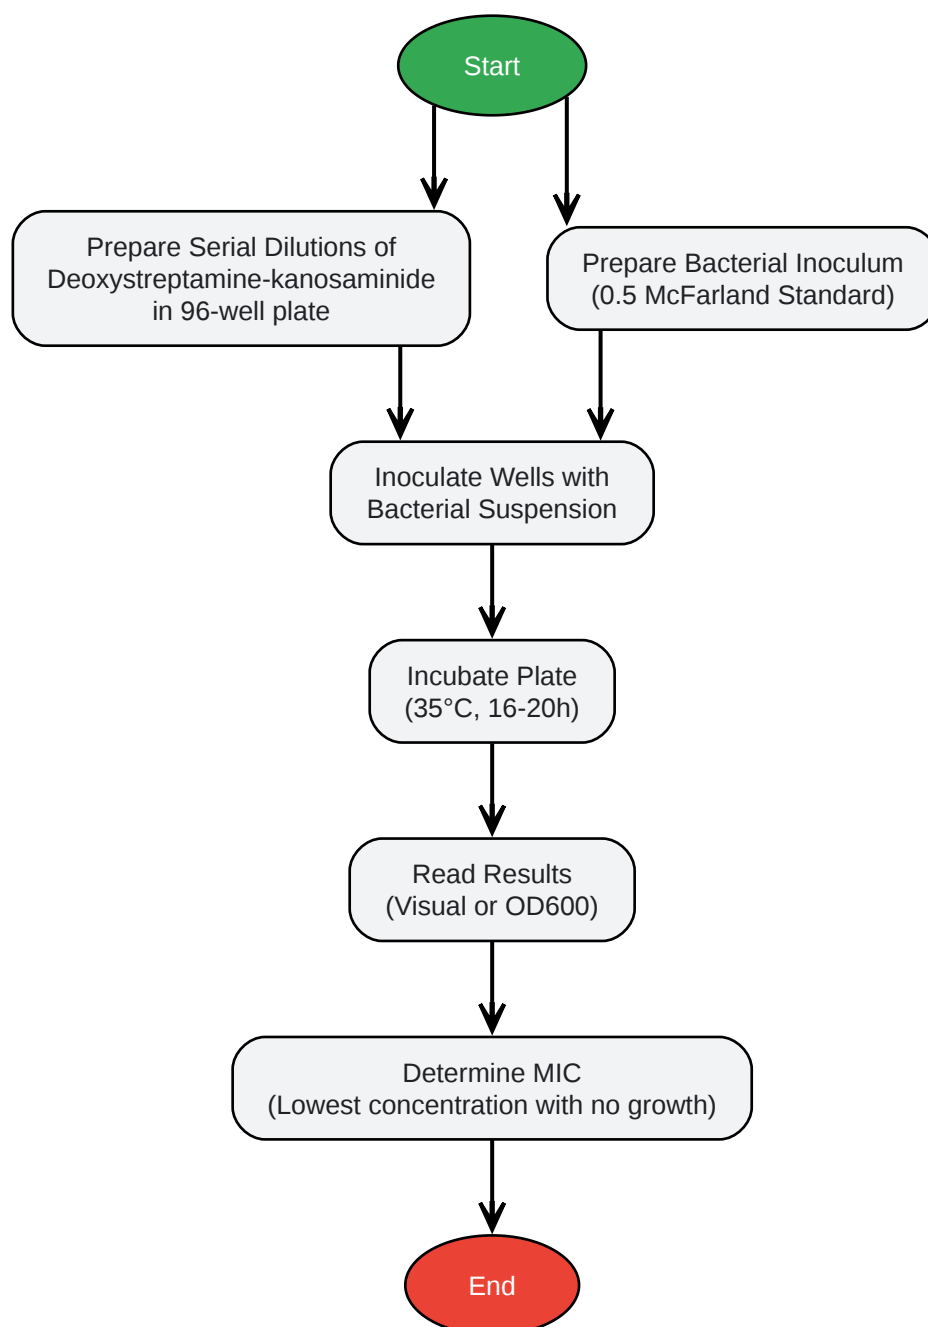 Start
Prepare Serial Dilutions of
Deoxystreptamine-kanosaminide
in 96-well plate
Prepare Bacterial Inoculum
(0.5 McFarland Standard)
Inoculate Wells with
Bacterial Suspension
Incubate Plate
(35°C, 16-20h)
Read Results
(Visual or OD600)
Determine MIC
(Lowest concentration with no growth)
End